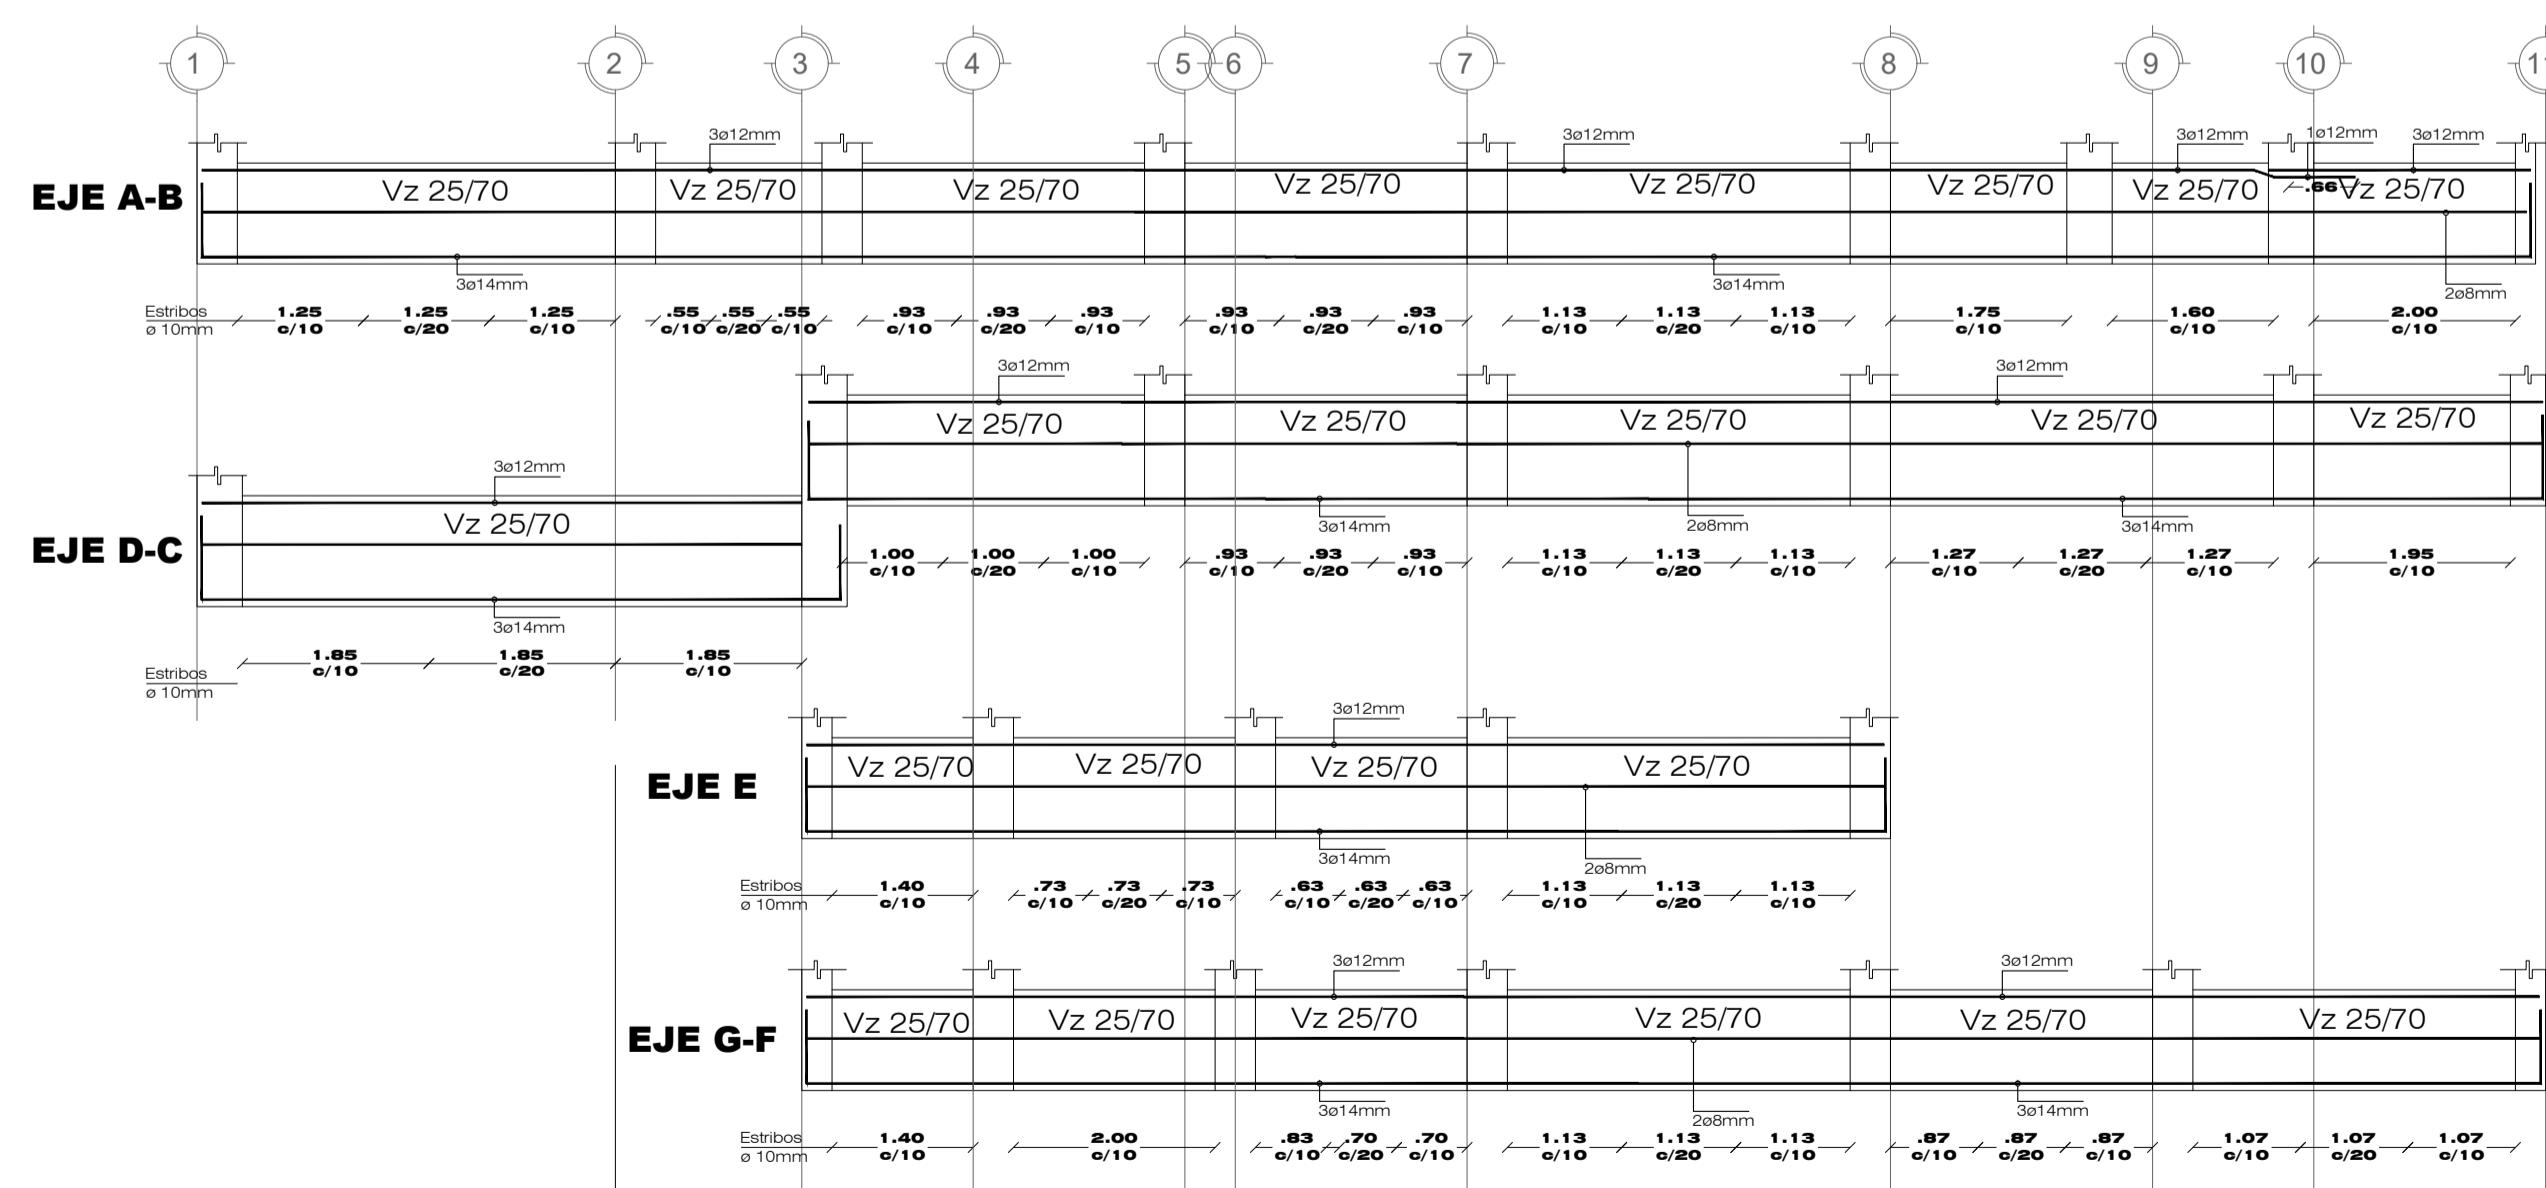 1 2 3 4 5 6 7 8 9 10
3ø12mm 3ø12mm 3ø12mm 1ø12mm 3ø12mm
EJE A-B Vz 25/70 Vz 25/70 Vz 25/70 Vz 25/70 Vz 25/70 Vz 25/70 Vz 25/70 .66 Vz 25/70
3ø14mm 3ø14mm 2ø8mm
Estribos 1.25 1.25 1.25 .55 .55 .55 .93 .93 .93 .93 .93 .93 1.13 1.13 1.13 1.75 1.60 2.00
ø 10mm c/10 c/20 c/10 c/10 c/20 c/10 c/10 c/20 c/10 c/10 c/20 c/10 c/10 c/20 c/10 c/10 c/10 c/10
3ø12mm 3ø12mm
Vz 25/70 Vz 25/70 Vz 25/70 Vz 25/70 Vz 25/70
3ø12mm
Vz 25/70
3ø14mm 2ø8mm 3ø14mm
EJE D-C
1.00 1.00 1.00 .93 .93 .93 1.13 1.13 1.13 1.27 1.27 1.27 1.95
c/10 c/20 c/10 c/10 c/20 c/10 c/10 c/20 c/10 c/10 c/20 c/10 c/10
3ø14mm
1.85 1.85 1.85
c/10 c/20 c/10
Estribos
ø 10mm
3ø12mm
EJE E Vz 25/70 Vz 25/70 Vz 25/70 Vz 25/70
3ø14mm 2ø8mm
Estribos 1.40 .73 .73 .73 .63 .63 .63 1.13 1.13 1.13
ø 10mm c/10 c/10 c/20 c/10 c/10 c/20 c/10 c/10 c/20 c/10
3ø12mm 3ø12mm
EJE G-F Vz 25/70 Vz 25/70 Vz 25/70 Vz 25/70 Vz 25/70 Vz 25/70
3ø14mm 2ø8mm 3ø14mm
Estribos 1.40 2.00 .83 .70 .70 1.13 1.13 1.13 .87 .87 .87 1.07 1.07 1.07
ø 10mm c/10 c/10 c/10 c/20 c/10 c/10 c/20 c/10 c/10 c/20 c/10 c/10 c/20 c/10